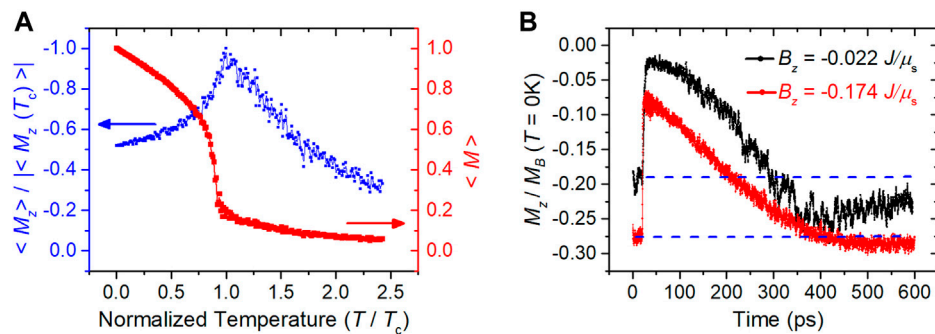 A
< M_z > / |< M_z (T_c) >|
-1.0
-0.8
-0.6
-0.4
-0.2
0.0
1.0
0.8
0.6
0.4
0.2
0.0
< M >
0.0 0.5 1.0 1.5 2.0 2.5
Normalized Temperature (T / T_c)
B
M_z / M_B (T = 0K)
0.00
-0.05
-0.10
-0.15
-0.20
-0.25
-0.30
B_z = -0.022 J/μ_s
B_z = -0.174 J/μ_s
0 100 200 300 400 500 600
Time (ps)